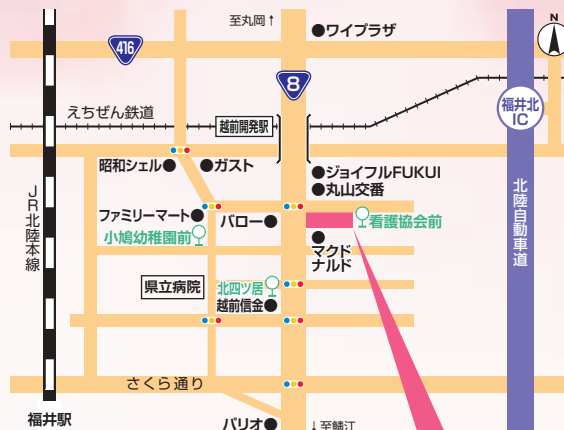 至丸岡↑
ワイプラザ
N
416
8
えちぜん鉄道
越前開発駅
福井北
IC
昭和シェル
ガスト
ジョイフルFUKUI
丸山交番
JR北陸本線
北陸自動車道
ファミリーマート
バロー
看護協会前
小鳩幼稚園前
マクド
ナルド
県立病院
北四ツ居
越前信金
さくら通り
福井駅
パリオ
↓至鯖江